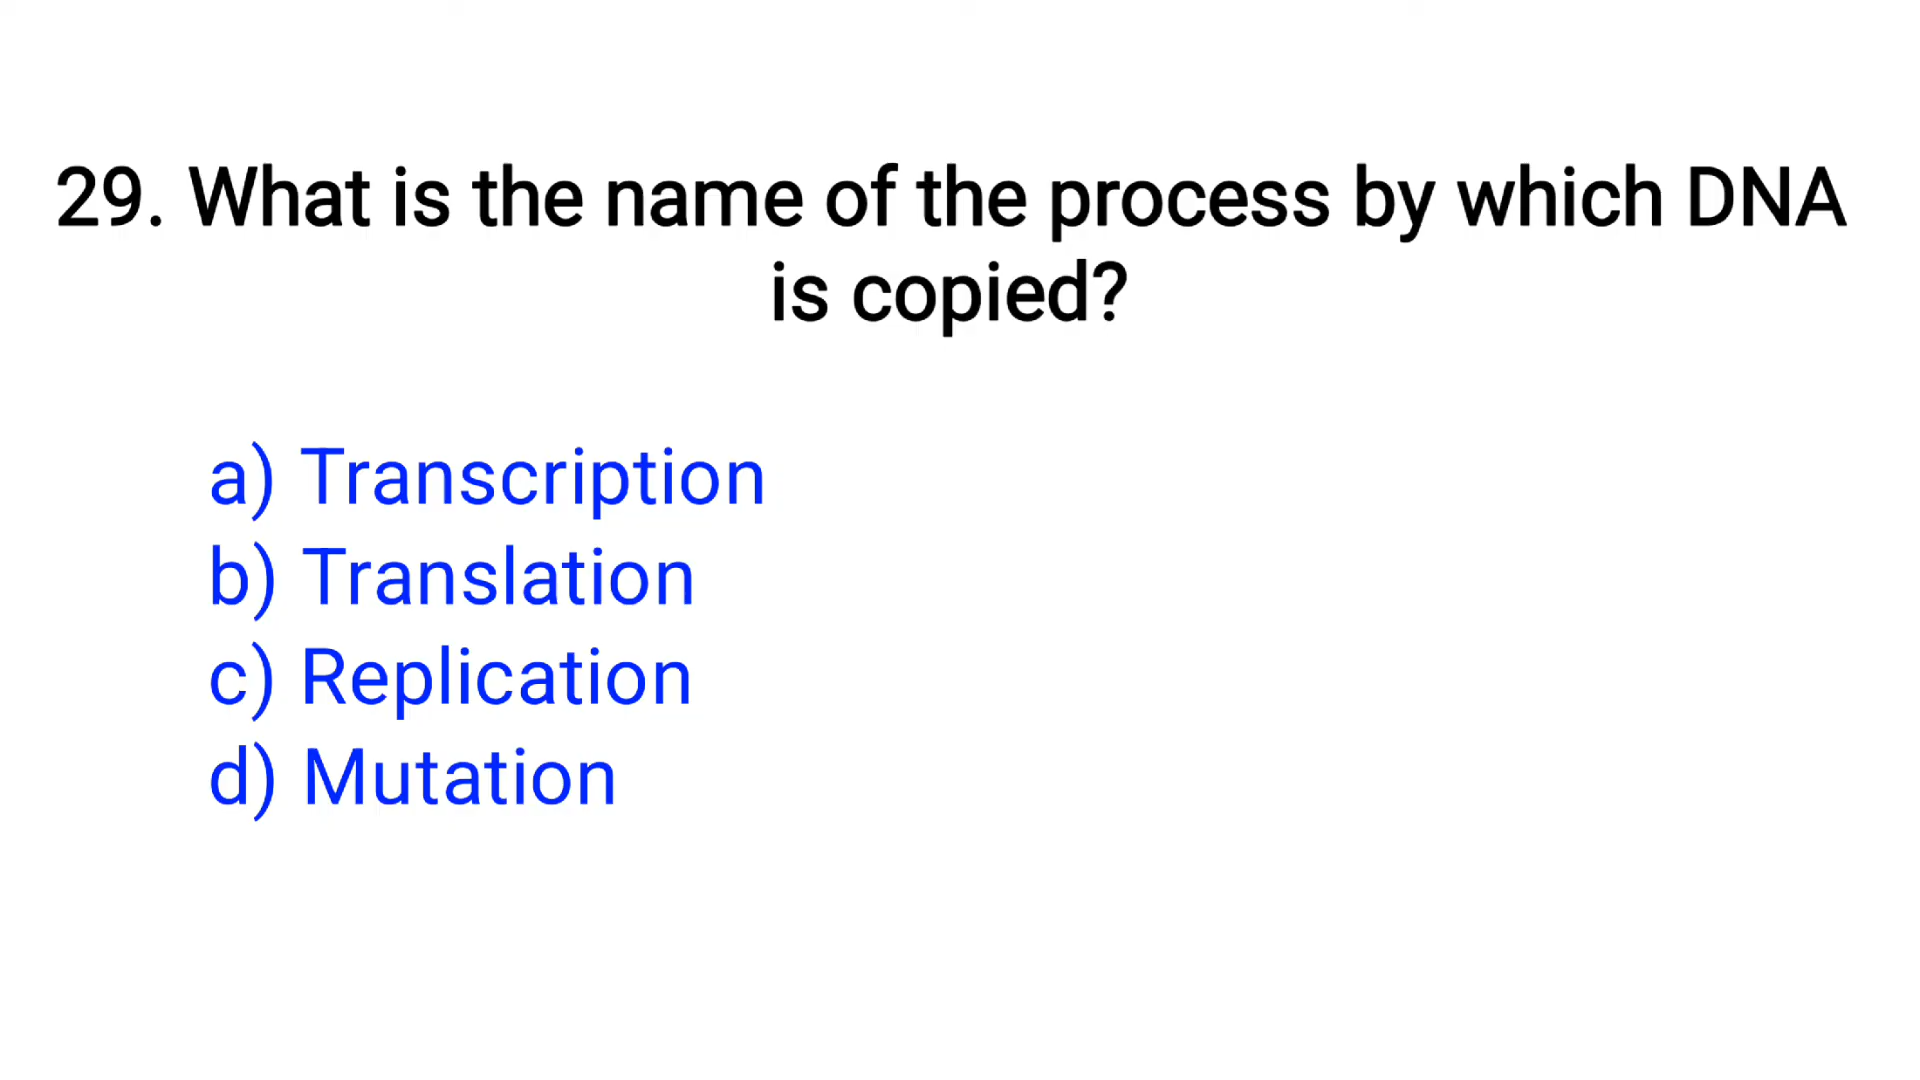 29. What is the name of the process by which DNA
is copied?
a) Transcription
b) Translation
c) Replication
d) Mutation